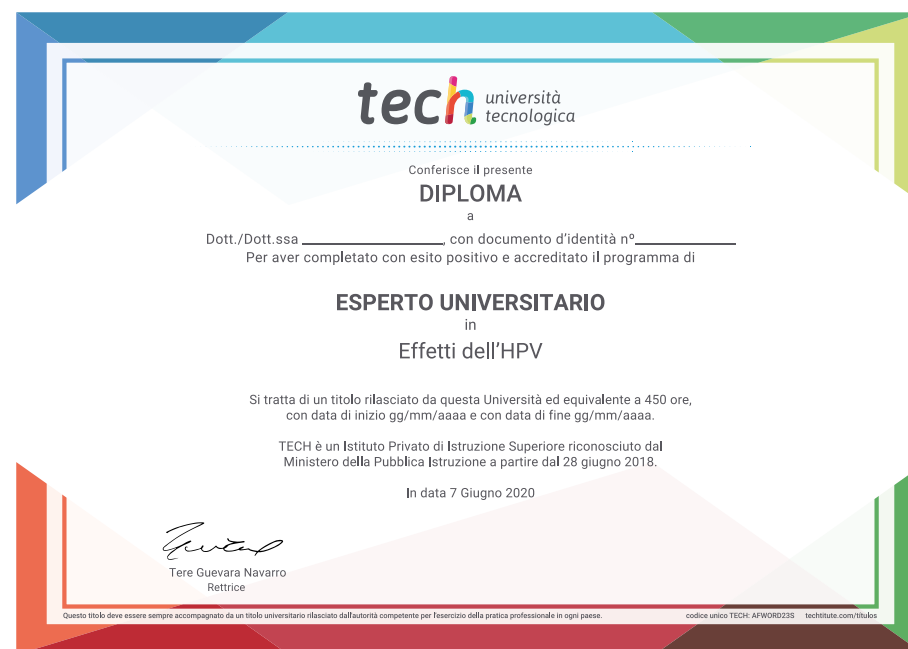 tech università
tecnologica
Conferisce il presente
DIPLOMA
a
Dott./Dott.ssa ____________________, con documento d'identità nº______________
Per aver completato con esito positivo e accreditato il programma di
ESPERTO UNIVERSITARIO
in
Effetti dell'HPV
Si tratta di un titolo rilasciato da questa Università ed equivalente a 450 ore,
con data di inizio gg/mm/aaaa e con data di fine gg/mm/aaaa.
TECH è un Istituto Privato di Istruzione Superiore riconosciuto dal
Ministero della Pubblica Istruzione a partire dal 28 giugno 2018.
In data 7 Giugno 2020
Tere Guevara Navarro
Rettrice
Questo titolo deve essere sempre accompagnato da un titolo universitario rilasciato dall'autorità competente per l'esercizio della pratica professionale in ogni paese. codice unico TECH: AFWORD23S techtitute.com/titulos